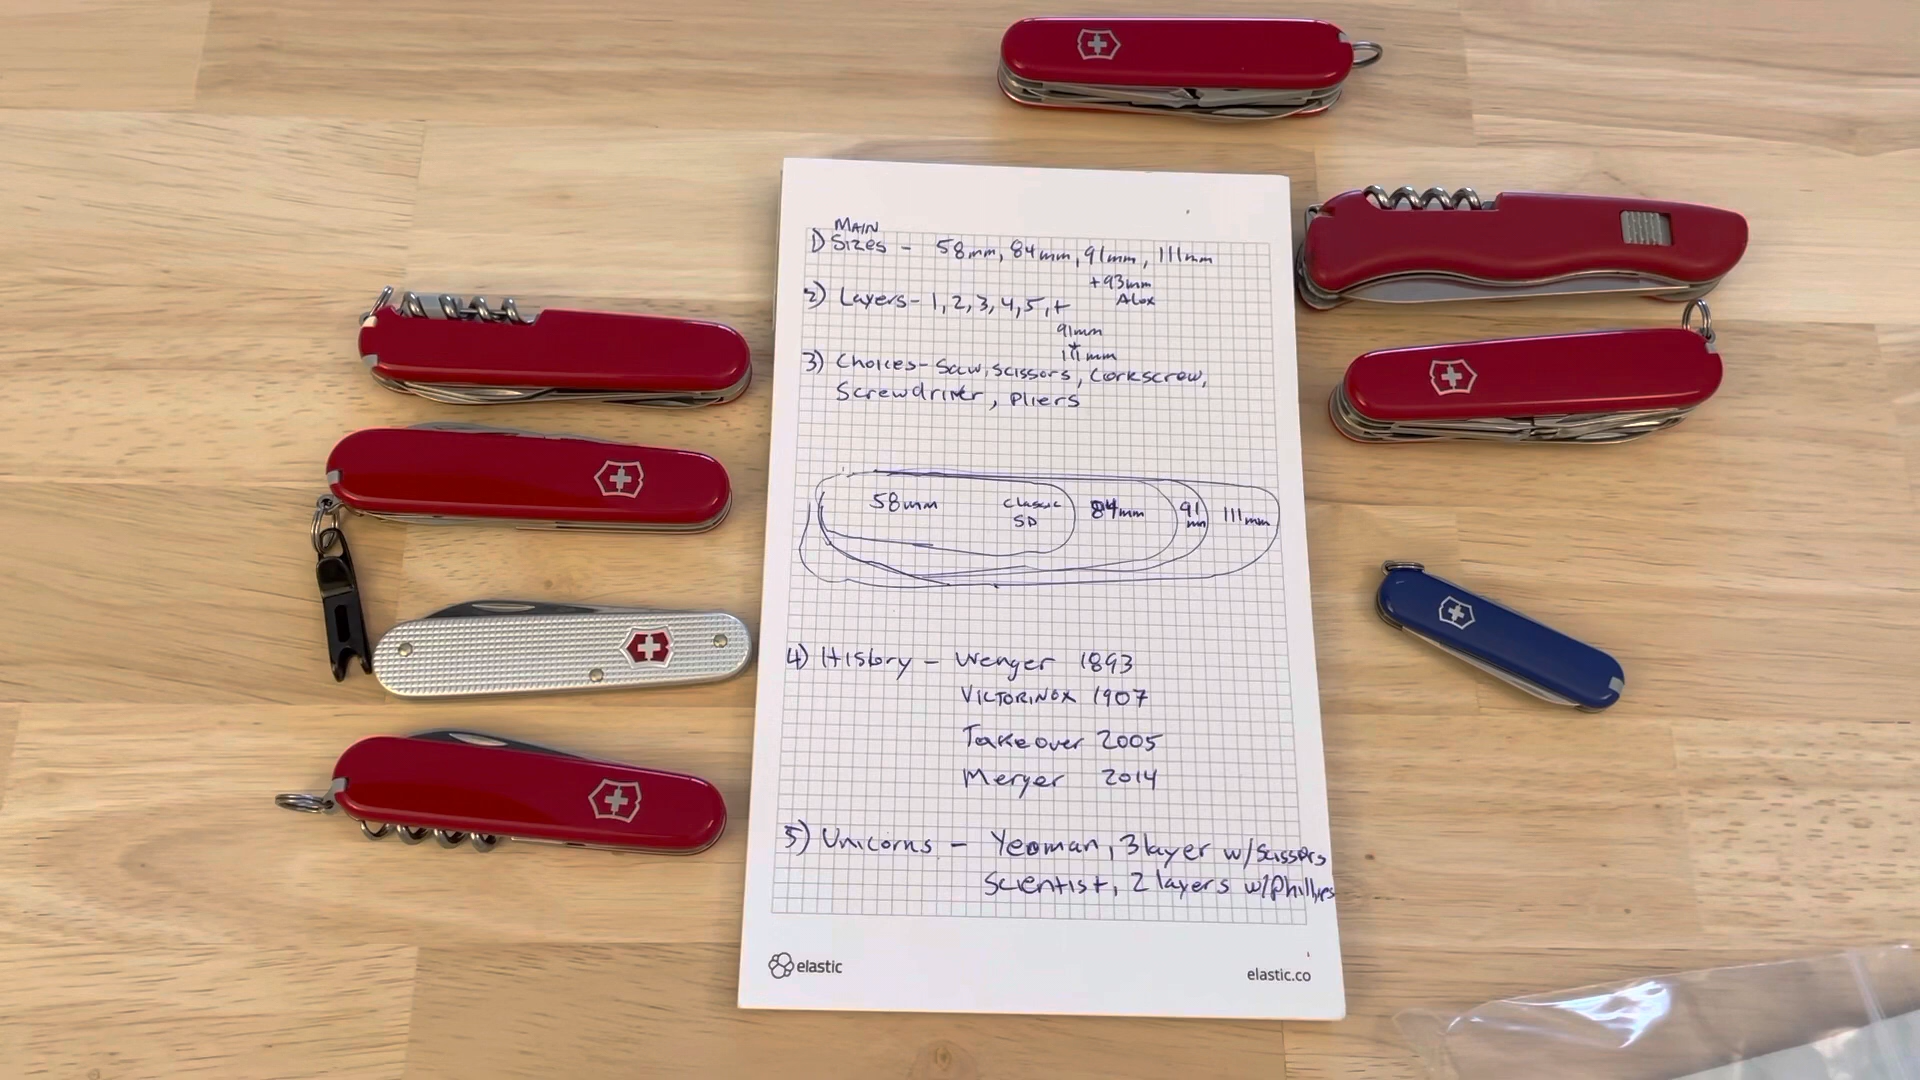 MAIN
1) Sizes - 58mm, 84mm, 91mm, 111mm
+93mm
Alox
2) Layers - 1, 2, 3, 4, 5, +
91mm
+
111mm
3) Choices - Saw, scissors, Corkscrew,
Screwdriver, Pliers
58mm Classic SD 84mm 91mm 111mm
4) History - Wenger 1893
VICTORINOX 1907
Takeover 2005
Merger 2014
5) Unicorns - Yeoman, 3 layer w/scissors
Scientist, 2 layers w/Phillips
elastic elastic.co